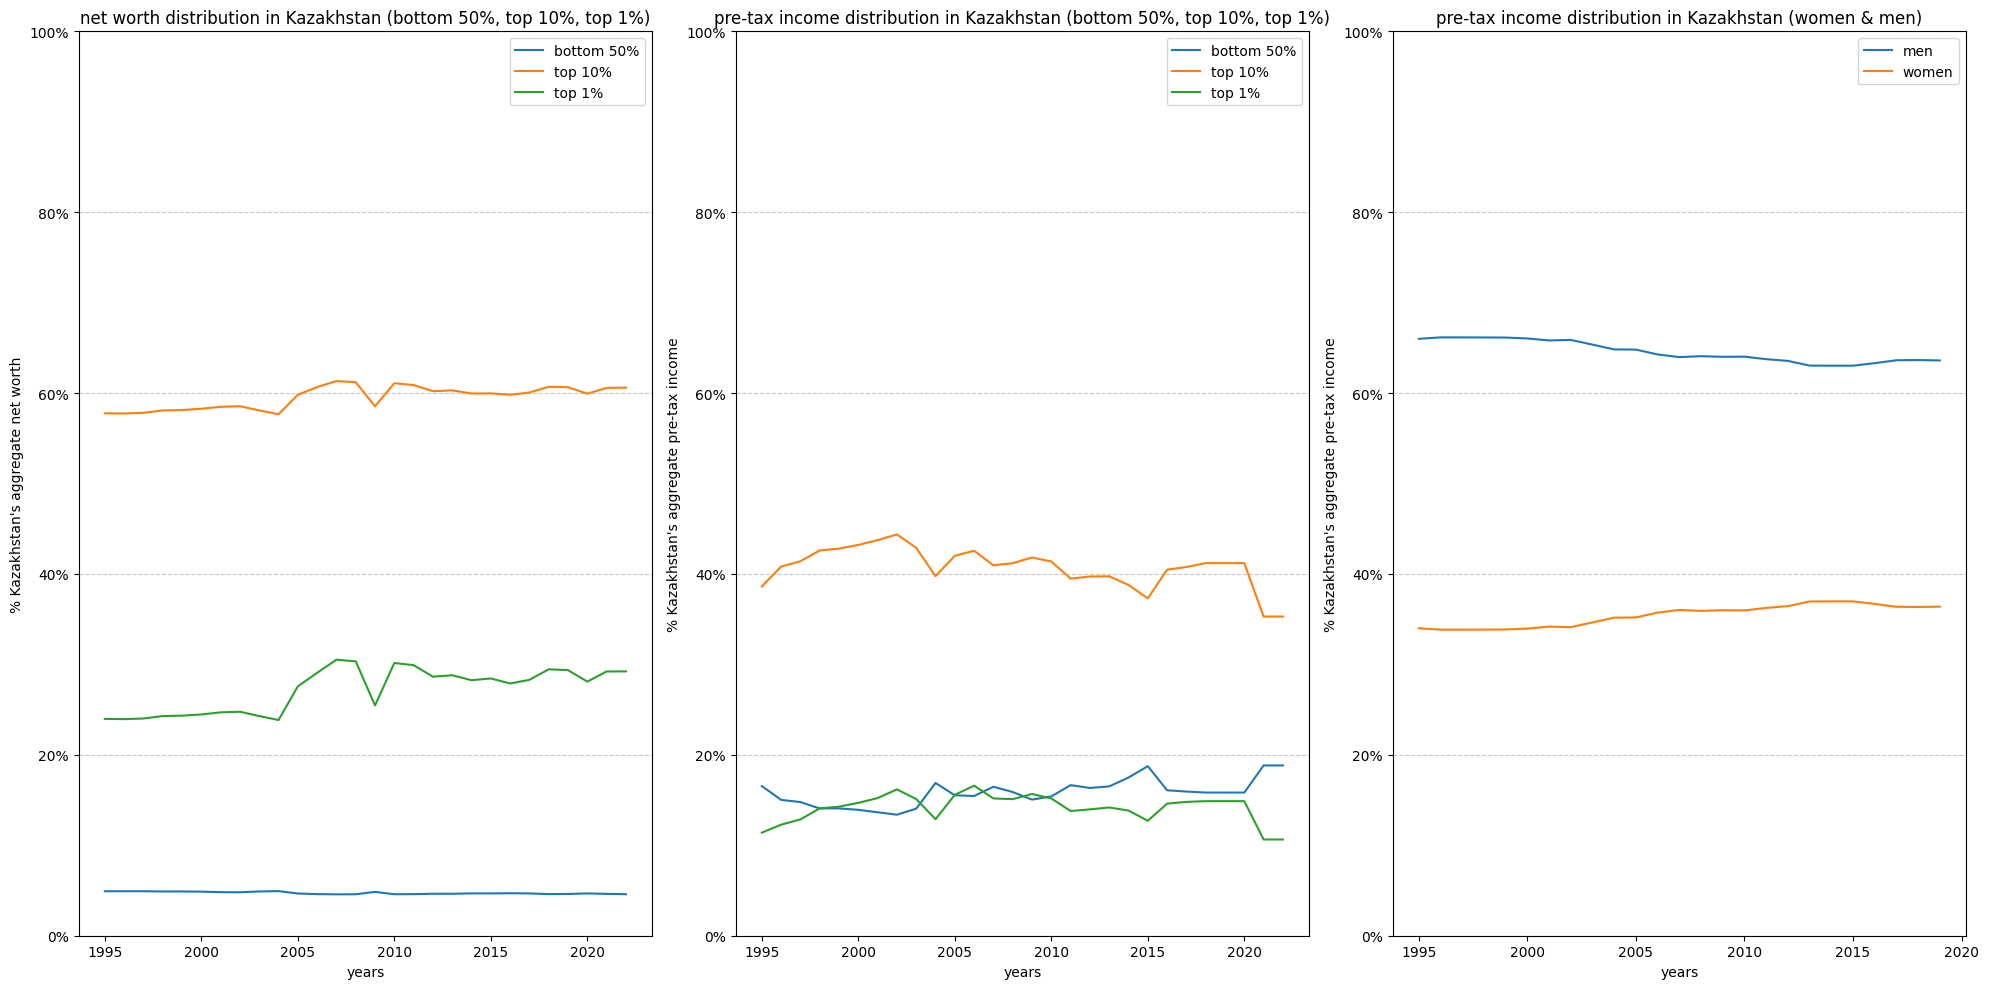 net worth distribution in Kazakhstan (bottom 50%, top 10%, top 1%)
100%
80%
60%
40%
20%
0%
% Kazakhstan's aggregate net worth
bottom 50%
top 10%
top 1%
1995 2000 2005 2010 2015 2020
years
pre-tax income distribution in Kazakhstan (bottom 50%, top 10%, top 1%)
100%
80%
60%
40%
20%
0%
% Kazakhstan's aggregate pre-tax income
bottom 50%
top 10%
top 1%
1995 2000 2005 2010 2015 2020
years
pre-tax income distribution in Kazakhstan (women & men)
100%
80%
60%
40%
20%
0%
% Kazakhstan's aggregate pre-tax income
men
women
1995 2000 2005 2010 2015 2020
years